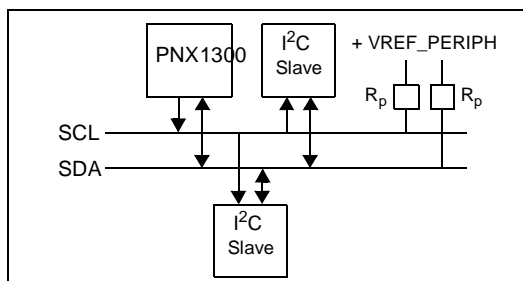 PNX1300
I²C
Slave
+ VREF_PERIPH
Rₚ
Rₚ
SCL
SDA
I²C
Slave